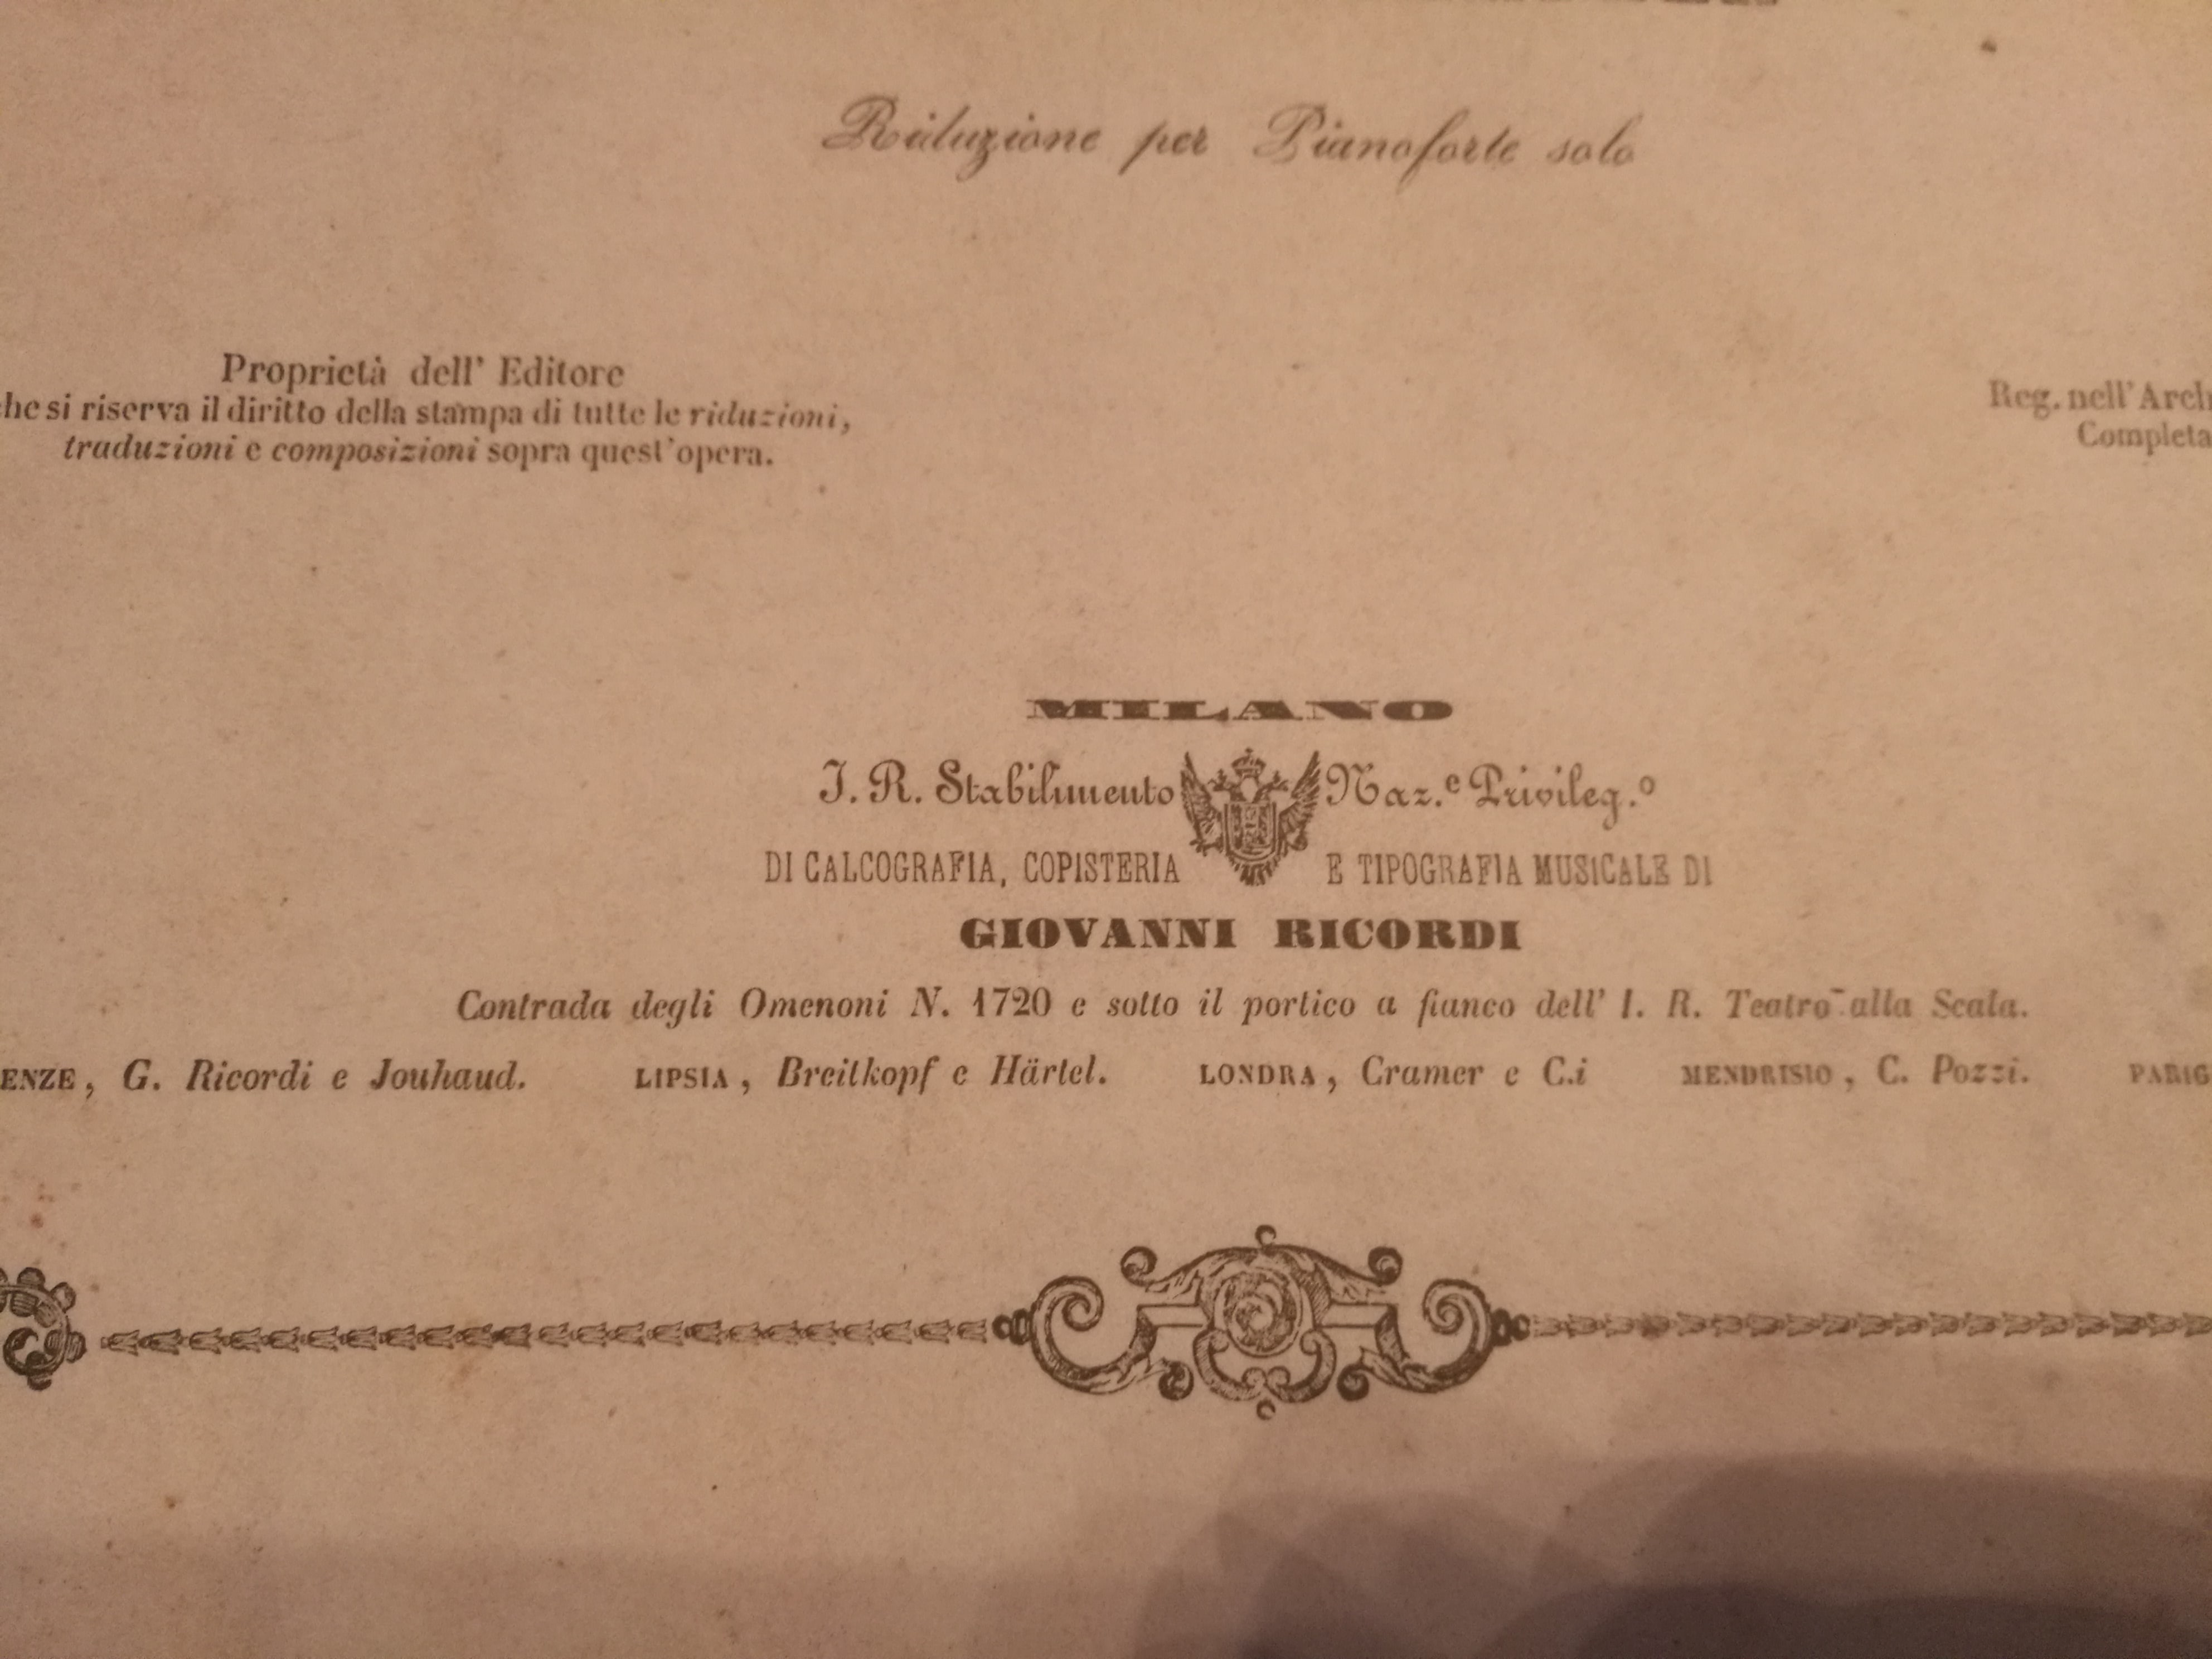 Riduzione per Pianoforte solo
Proprietà dell' Editore
he si riserva il diritto della stampa di tutte le riduzioni,
traduzioni e composizioni sopra quest'opera.
Reg. nell'Arch
Completa
MILANO
I. R. Stabilimento Naz.e Privileg.o
DI CALCOGRAFIA, COPISTERIA E TIPOGRAFIA MUSICALE DI
GIOVANNI RICORDI
Contrada degli Omenoni N. 1720 e sotto il portico a fianco dell' I. R. Teatro alla Scala.
ENZE, G. Ricordi e Jouhaud. LIPSIA, Breitkopf e Härtel. LONDRA, Cramer e C.i MENDRISIO, C. Pozzi. PARIG